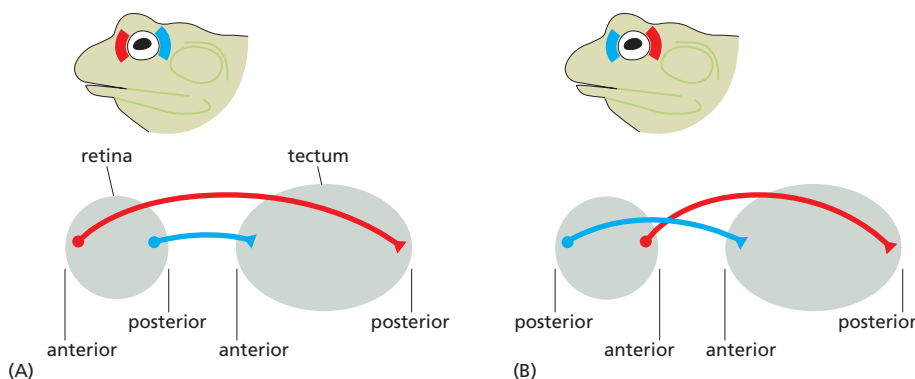 retina
tectum
posterior
posterior
anterior
anterior
(A)
posterior
posterior
anterior
anterior
(B)